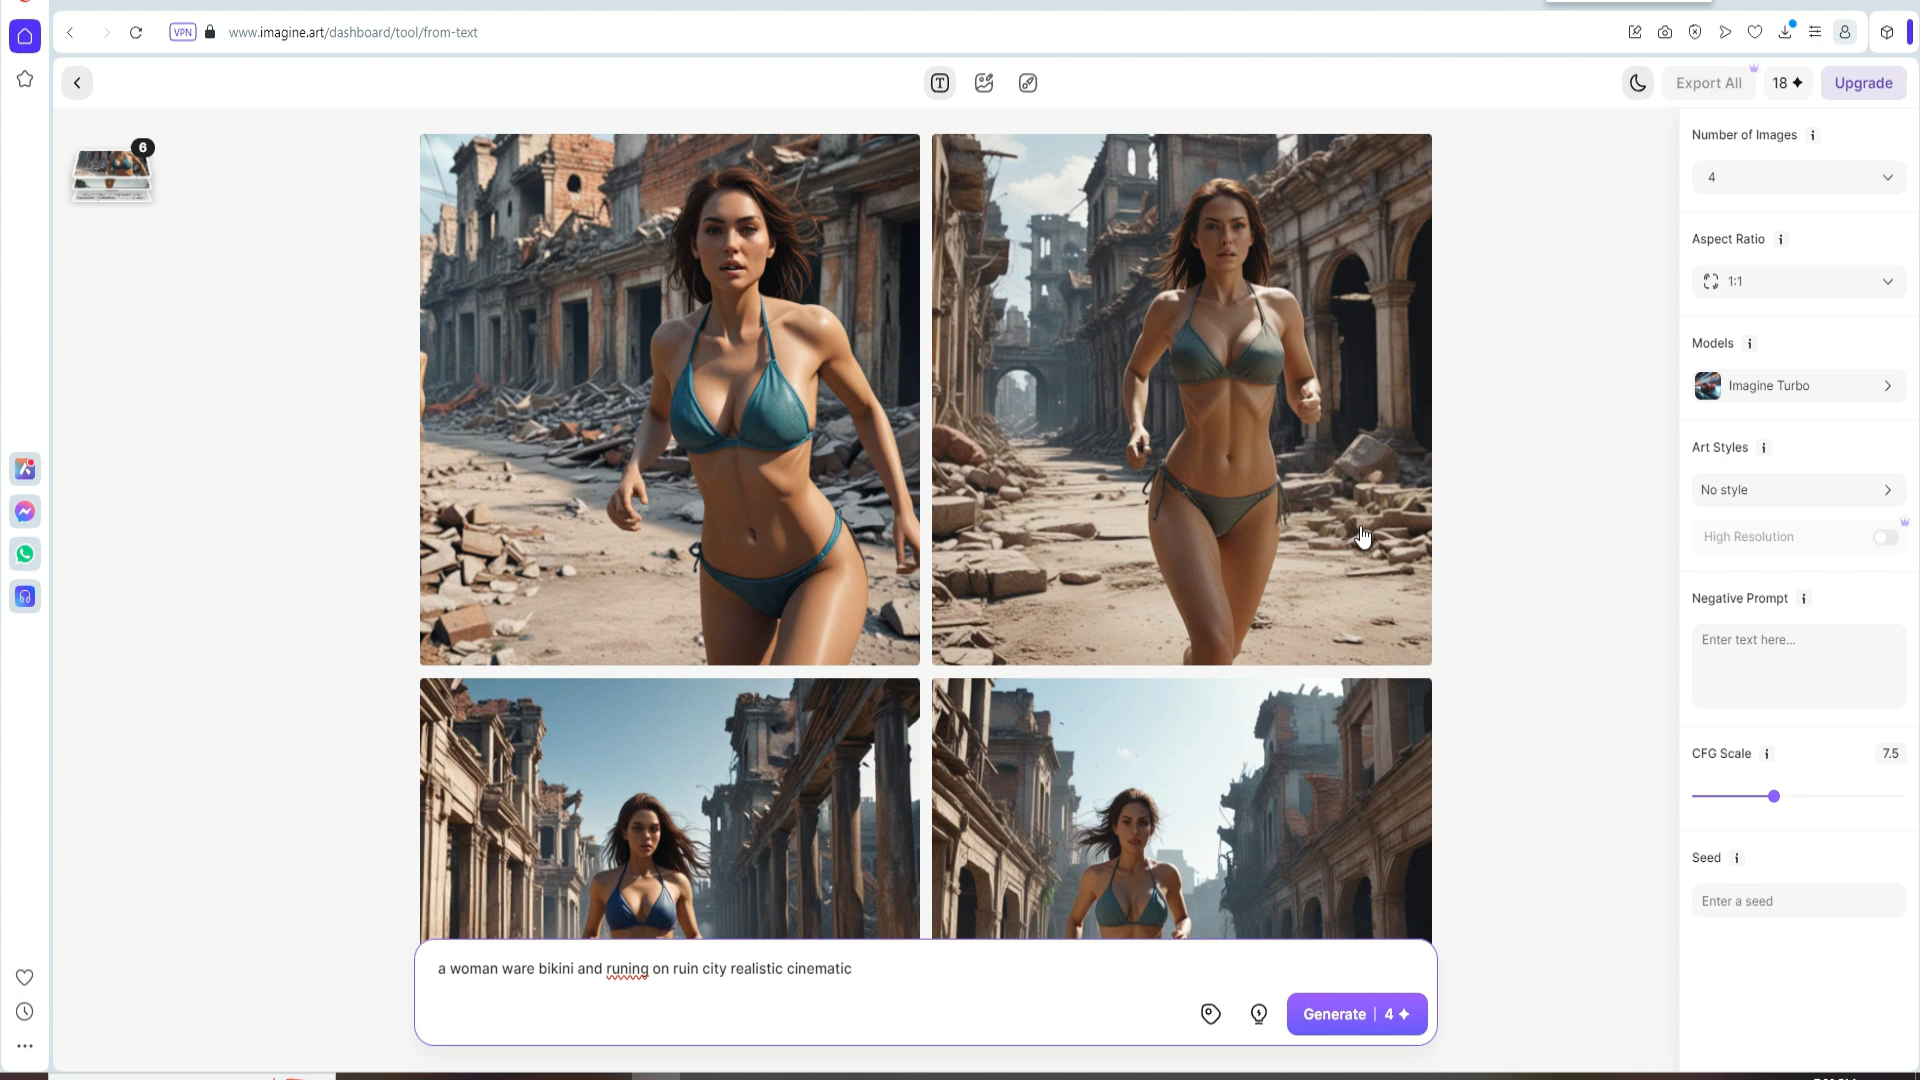 VPN
www.imagine.art/dashboard/tool/from-text
Export All
18
Upgrade
6
Number of Images
4
Aspect Ratio
1:1
Models
Imagine Turbo
Art Styles
No style
High Resolution
Negative Prompt
Enter text here...
CFG Scale
7.5
Seed
Enter a seed
a woman ware bikini and runing on ruin city realistic cinematic
Generate | 4